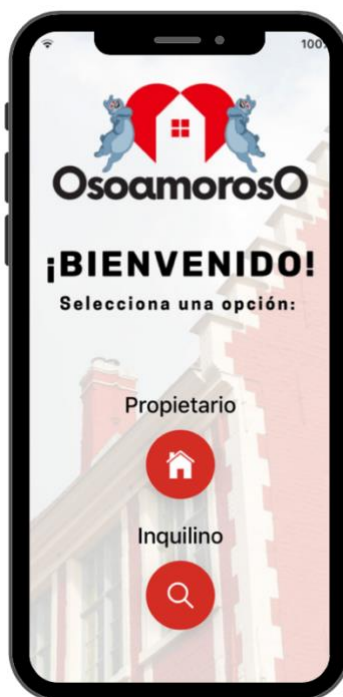 100%
OsoamorosO
¡BIENVENIDO!
Selecciona una opción:
Propietario
Inquilino